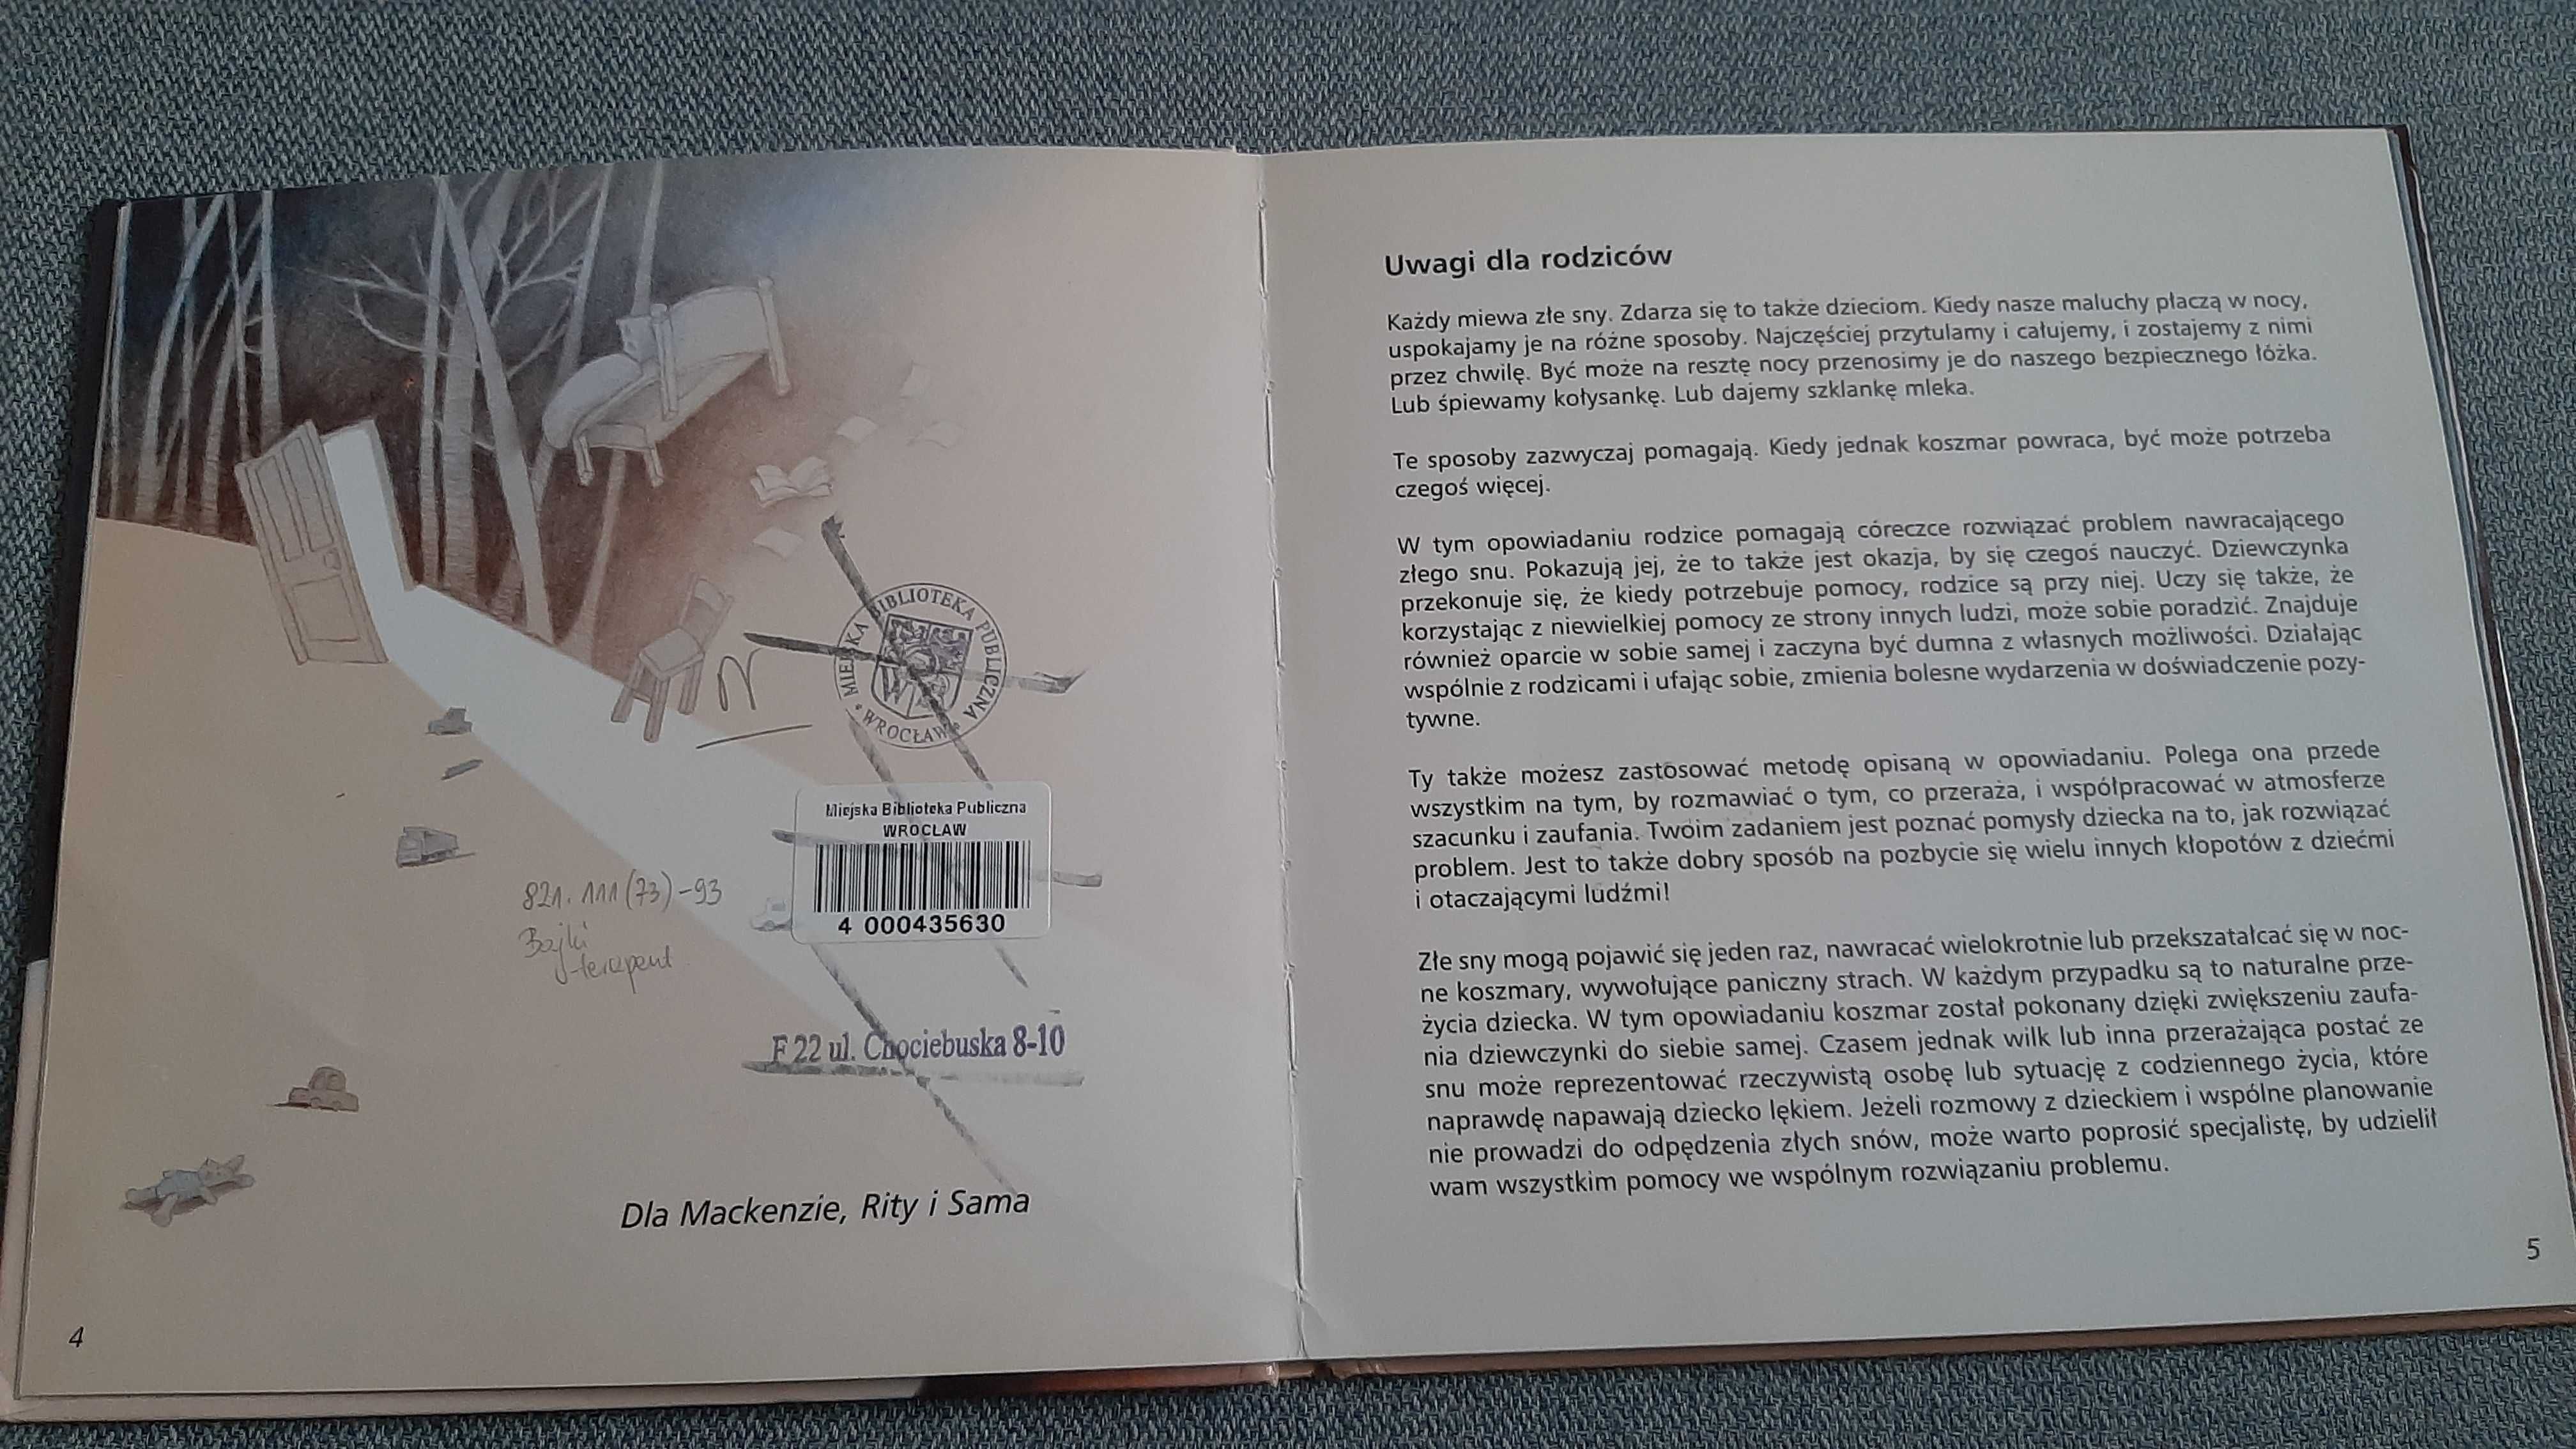 MIEJSKA BIBLIOTEKA PUBLICZNA
• WROCŁAW •
Miejska Biblioteka Publiczna
WROCŁAW
4 000435630
821.111(73)-93
Bajki
-terapeut
F 22 ul. Chociebuska 8-10
Dla Mackenzie, Rity i Sama
4
Uwagi dla rodziców
Każdy miewa złe sny. Zdarza się to także dzieciom. Kiedy nasze maluchy płaczą w nocy,
uspokajamy je na różne sposoby. Najczęściej przytulamy i całujemy, i zostajemy z nimi
przez chwilę. Być może na resztę nocy przenosimy je do naszego bezpiecznego łóżka.
Lub śpiewamy kołysankę. Lub dajemy szklankę mleka.
Te sposoby zazwyczaj pomagają. Kiedy jednak koszmar powraca, być może potrzeba
czegoś więcej.
W tym opowiadaniu rodzice pomagają córeczce rozwiązać problem nawracającego
złego snu. Pokazują jej, że to także jest okazja, by się czegoś nauczyć. Dziewczynka
przekonuje się, że kiedy potrzebuje pomocy, rodzice są przy niej. Uczy się także, że
korzystając z niewielkiej pomocy ze strony innych ludzi, może sobie poradzić. Znajduje
również oparcie w sobie samej i zaczyna być dumna z własnych możliwości. Działając
wspólnie z rodzicami i ufając sobie, zmienia bolesne wydarzenia w doświadczenie pozy-
tywne.
Ty także możesz zastosować metodę opisaną w opowiadaniu. Polega ona przede
wszystkim na tym, by rozmawiać o tym, co przeraża, i współpracować w atmosferze
szacunku i zaufania. Twoim zadaniem jest poznać pomysły dziecka na to, jak rozwiązać
problem. Jest to także dobry sposób na pozbycie się wielu innych kłopotów z dziećmi
i otaczającymi ludźmi!
Złe sny mogą pojawić się jeden raz, nawracać wielokrotnie lub przekszatałcać się w noc-
ne koszmary, wywołujące paniczny strach. W każdym przypadku są to naturalne prze-
życia dziecka. W tym opowiadaniu koszmar został pokonany dzięki zwiększeniu zaufa-
nia dziewczynki do siebie samej. Czasem jednak wilk lub inna przerażająca postać ze
snu może reprezentować rzeczywistą osobę lub sytuację z codziennego życia, które
naprawdę napawają dziecko lękiem. Jeżeli rozmowy z dzieckiem i wspólne planowanie
nie prowadzi do odpędzenia złych snów, może warto poprosić specjalistę, by udzielił
wam wszystkim pomocy we wspólnym rozwiązaniu problemu.
5